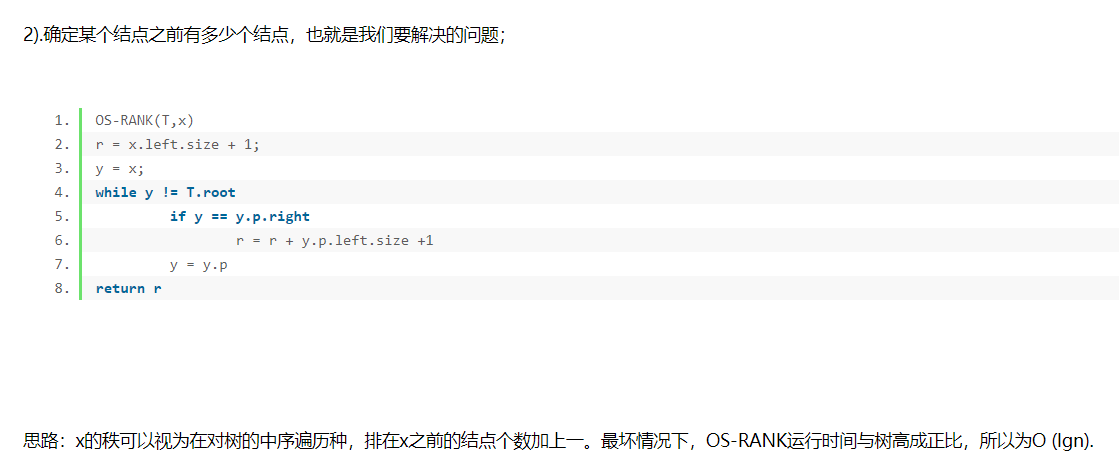 2).确定某个结点之前有多少个结点，也就是我们要解决的问题；
1. OS-RANK(T,x)
2. r = x.left.size + 1;
3. y = x;
4. while y != T.root
5. if y == y.p.right
6. r = r + y.p.left.size +1
7. y = y.p
8. return r
思路：x的秩可以视为在对树的中序遍历种，排在x之前的结点个数加上一。最坏情况下，OS-RANK运行时间与树高成正比，所以为O (lgn).